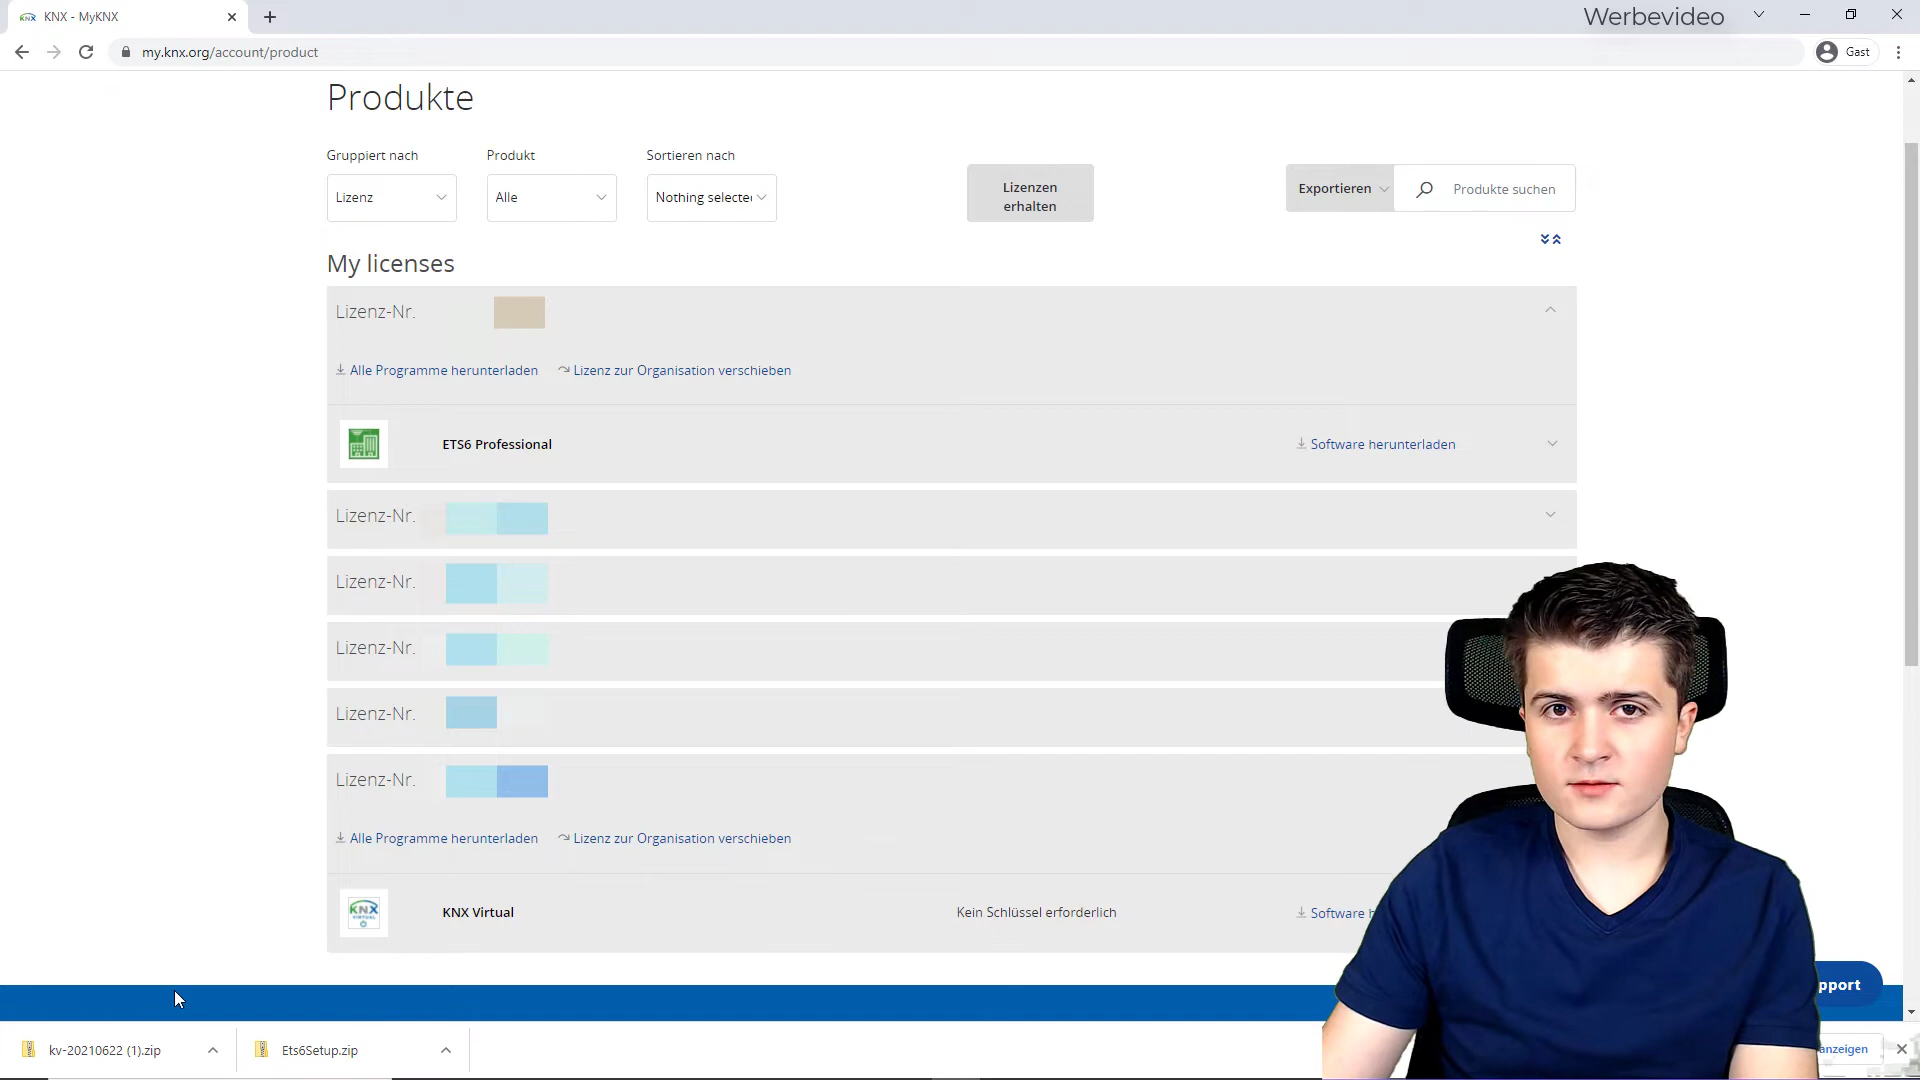 KNX - MyKNX
Werbevideo
my.knx.org/account/product
Gast
Produkte
Gruppiert nach
Produkt
Sortieren nach
Lizenz
Alle
Nothing selecte
Lizenzen
erhalten
Exportieren
Produkte suchen
My licenses
Lizenz-Nr.
Alle Programme herunterladen
Lizenz zur Organisation verschieben
ETS6 Professional
Software herunterladen
Lizenz-Nr.
Lizenz-Nr.
Lizenz-Nr.
Lizenz-Nr.
Lizenz-Nr.
Alle Programme herunterladen
Lizenz zur Organisation verschieben
KNX
VIRTUAL
KNX Virtual
Kein Schlüssel erforderlich
Software h
pport
kv-20210622 (1).zip
Ets6Setup.zip
anzeigen